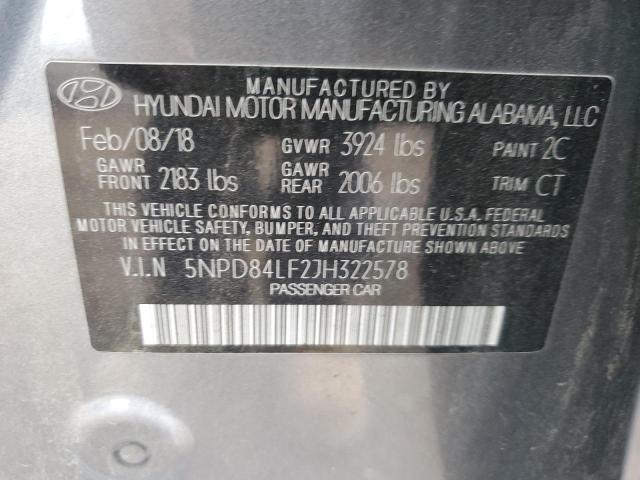 MANUFACTURED BY
HYUNDAI MOTOR MANUFACTURING ALABAMA, LLC
Feb/08/18 GVWR 3924 lbs PAINT 2C
GAWR FRONT 2183 lbs GAWR REAR 2006 lbs TRIM CT
THIS VEHICLE CONFORMS TO ALL APPLICABLE U.S.A. FEDERAL
MOTOR VEHICLE SAFETY, BUMPER, AND THEFT PREVENTION STANDARDS
IN EFFECT ON THE DATE OF MANUFACTURE SHOWN ABOVE
V.I.N 5NPD84LF2JH322578
PASSENGER CAR